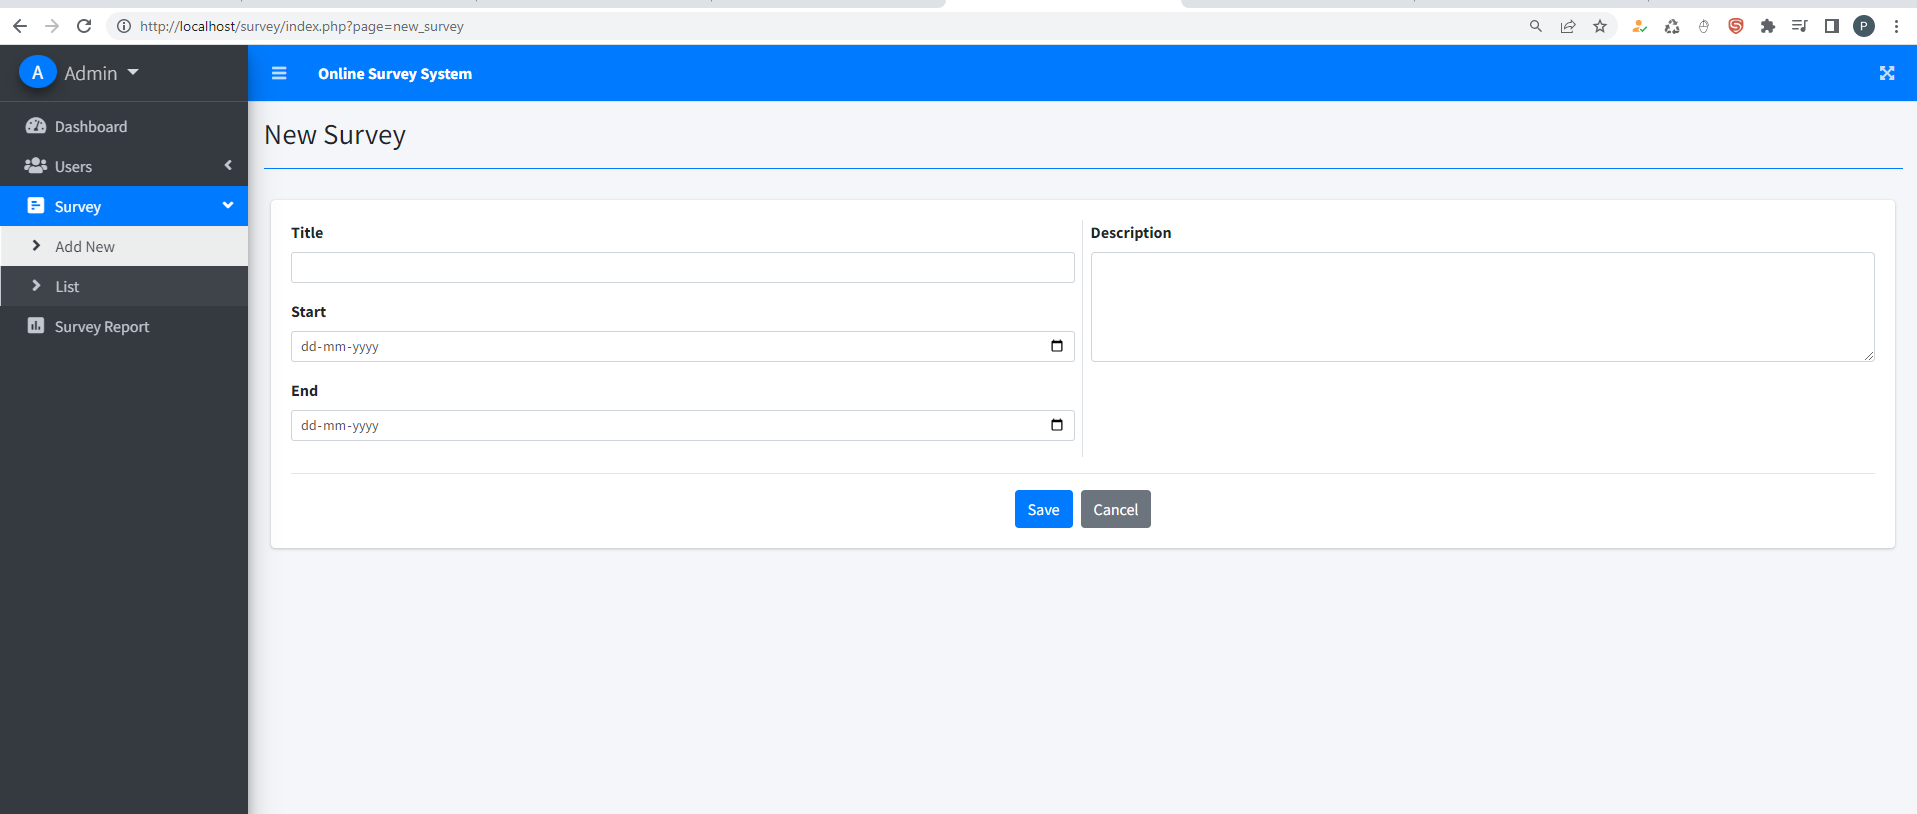 http://localhost/survey/index.php?page=new_survey
P
A Admin
Online Survey System
Dashboard
Users
Survey
Add New
List
Survey Report
New Survey
Title
Description
Start
dd-mm-yyyy
End
dd-mm-yyyy
Save Cancel